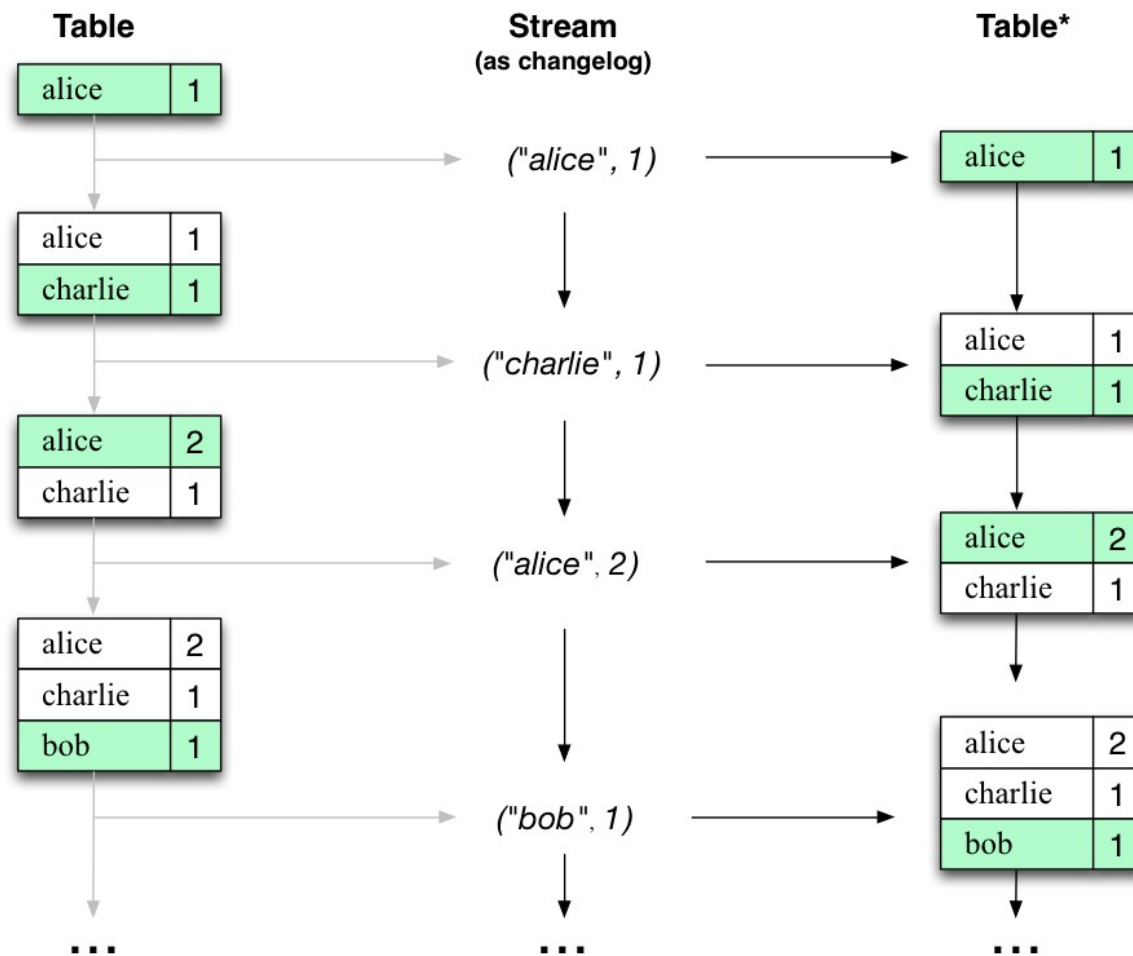 Table
Stream
(as changelog)
Table*
alice 1
("alice", 1)
alice 1
alice 1
charlie 1
("charlie", 1)
alice 1
charlie 1
alice 2
charlie 1
("alice", 2)
alice 2
charlie 1
alice 2
charlie 1
bob 1
("bob", 1)
alice 2
charlie 1
bob 1
... ... ...